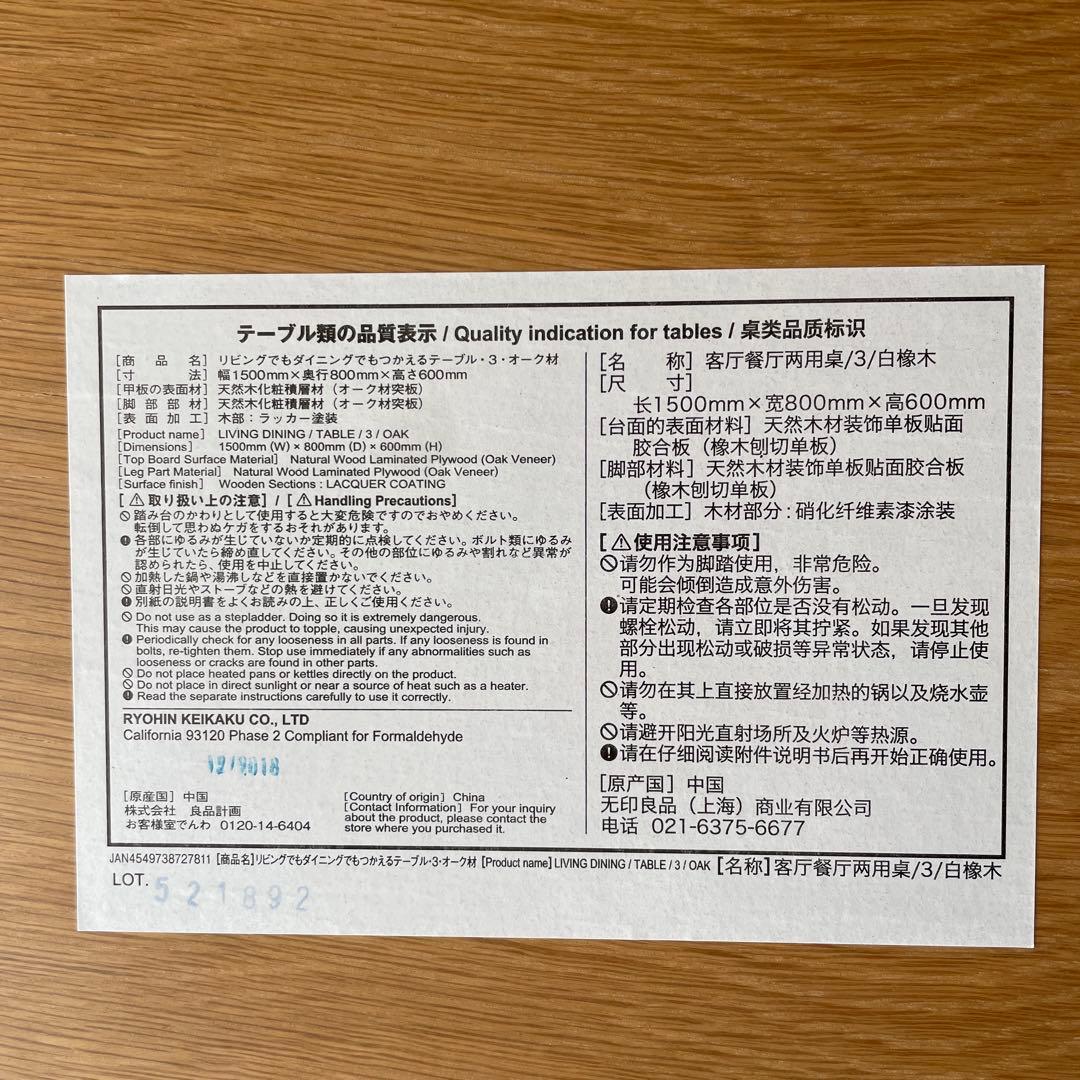 テーブル類の品質表示 / Quality indication for tables / 桌类品质标识
[商品名] リビングでもダイニングでもつかえるテーブル・3・オーク材
[寸法] 幅1500mm×奥行800mm×高さ600mm
[甲板の表面材] 天然木化粧積層材（オーク材突板）
[脚部部材] 天然木化粧積層材（オーク材突板）
[表面加工] 木部：ラッカー塗装
[Product name] LIVING DINING / TABLE / 3 / OAK
[Dimensions] 1500mm (W) × 800mm (D) × 600mm (H)
[Top Board Surface Material] Natural Wood Laminated Plywood (Oak Veneer)
[Leg Part Material] Natural Wood Laminated Plywood (Oak Veneer)
[Surface finish] Wooden Sections : LACQUER COATING
[⚠取り扱い上の注意] / [⚠Handling Precautions]
踏み台のかわりとして使用すると大変危険ですのでおやめください。
転倒して思わぬケガをするおそれがあります。
各部にゆるみが生じていないか定期的に点検してください。ボルト類にゆるみ
が生じていたら締め直してください。その他の部位にゆるみや割れなど異常が
認められたら、使用を中止してください。
加熱した鍋や湯沸しなどを直接置かないでください。
直射日光やストーブなどの熱を避けてください。
別紙の説明書をよくお読みの上、正しくご使用ください。
Do not use as a stepladder. Doing so it is extremely dangerous.
This may cause the product to topple, causing unexpected injury.
Periodically check for any looseness in all parts. If any looseness is found in
bolts, re-tighten them. Stop use immediately if any abnormalities such as
looseness or cracks are found in other parts.
Do not place heated pans or kettles directly on the product.
Do not place in direct sunlight or near a source of heat such as a heater.
Read the separate instructions carefully to use it correctly.
RYOHIN KEIKAKU CO., LTD
California 93120 Phase 2 Compliant for Formaldehyde
12/2018
[原産国] 中国
株式会社 良品計画
お客様室でんわ 0120-14-6404
[Country of origin] China
[Contact Information] For your inquiry
about the product, please contact the
store where you purchased it.
[名称] 客厅餐厅两用桌/3/白橡木
[尺寸]
长1500mm×宽800mm×高600mm
[台面的表面材料] 天然木材装饰单板贴面
胶合板（橡木刨切单板）
[脚部材料] 天然木材装饰单板贴面胶合板
（橡木刨切单板）
[表面加工] 木材部分：硝化纤维素漆涂装
[⚠使用注意事项]
请勿作为脚踏使用，非常危险。
可能会倾倒造成意外伤害。
请定期检查各部位是否没有松动。一旦发现
螺栓松动，请立即将其拧紧。如果发现其他
部分出现松动或破损等异常状态，请停止使
用。
请勿在其上直接放置经加热的锅以及烧水壶
等。
请避开阳光直射场所及火炉等热源。
请在仔细阅读附件说明书后再开始正确使用。
[原产国] 中国
无印良品（上海）商业有限公司
电话 021-6375-6677
JAN4549738727811 [商品名]リビングでもダイニングでもつかえるテーブル・3・オーク材 [Product name] LIVING DINING / TABLE / 3 / OAK [名称]客厅餐厅两用桌/3/白橡木
LOT. 521892